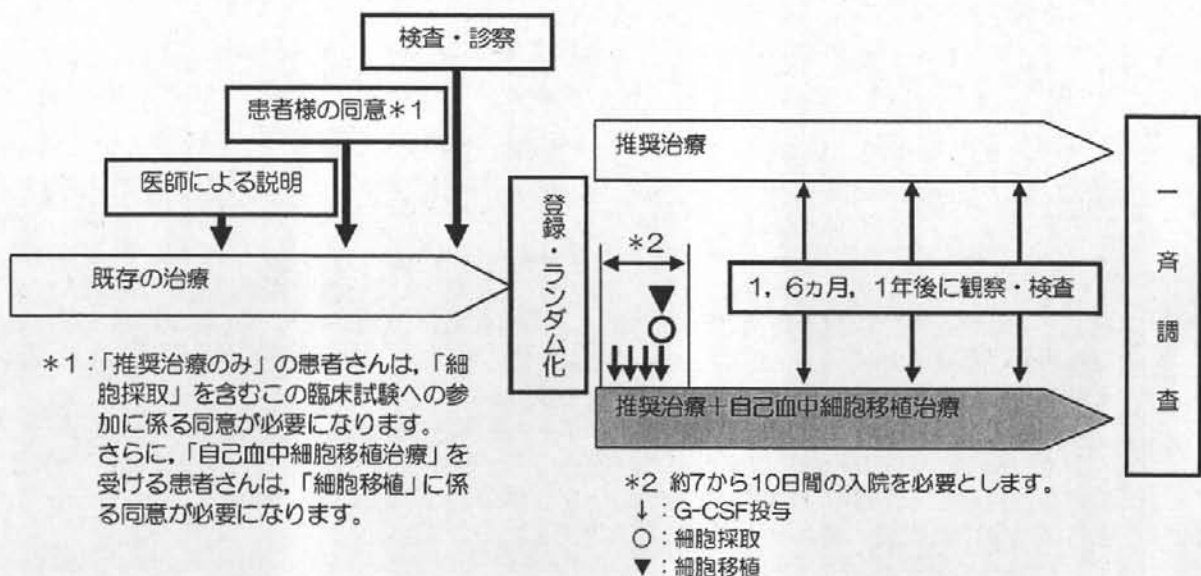 検査・診察
患者様の同意＊1
医師による説明
既存の治療
登録・ランダム化
推奨治療
＊2
1，6ヵ月，1年後に観察・検査
推奨治療＋自己血中細胞移植治療
一斉調査
＊1：「推奨治療のみ」の患者さんは，「細
胞採取」を含むこの臨床試験への参
加に係る同意が必要になります。
さらに，「自己血中細胞移植治療」を
受ける患者さんは，「細胞移植」に係
る同意が必要になります。
＊2 約7から10日間の入院を必要とします。
↓：G-CSF投与
○：細胞採取
▼：細胞移植